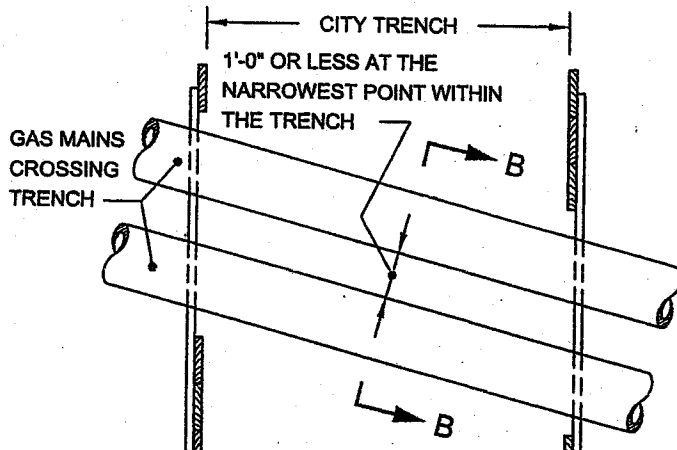 CITY TRENCH
1'-0" OR LESS AT THE
NARROWEST POINT WITHIN
THE TRENCH
GAS MAINS
CROSSING
TRENCH
B
B